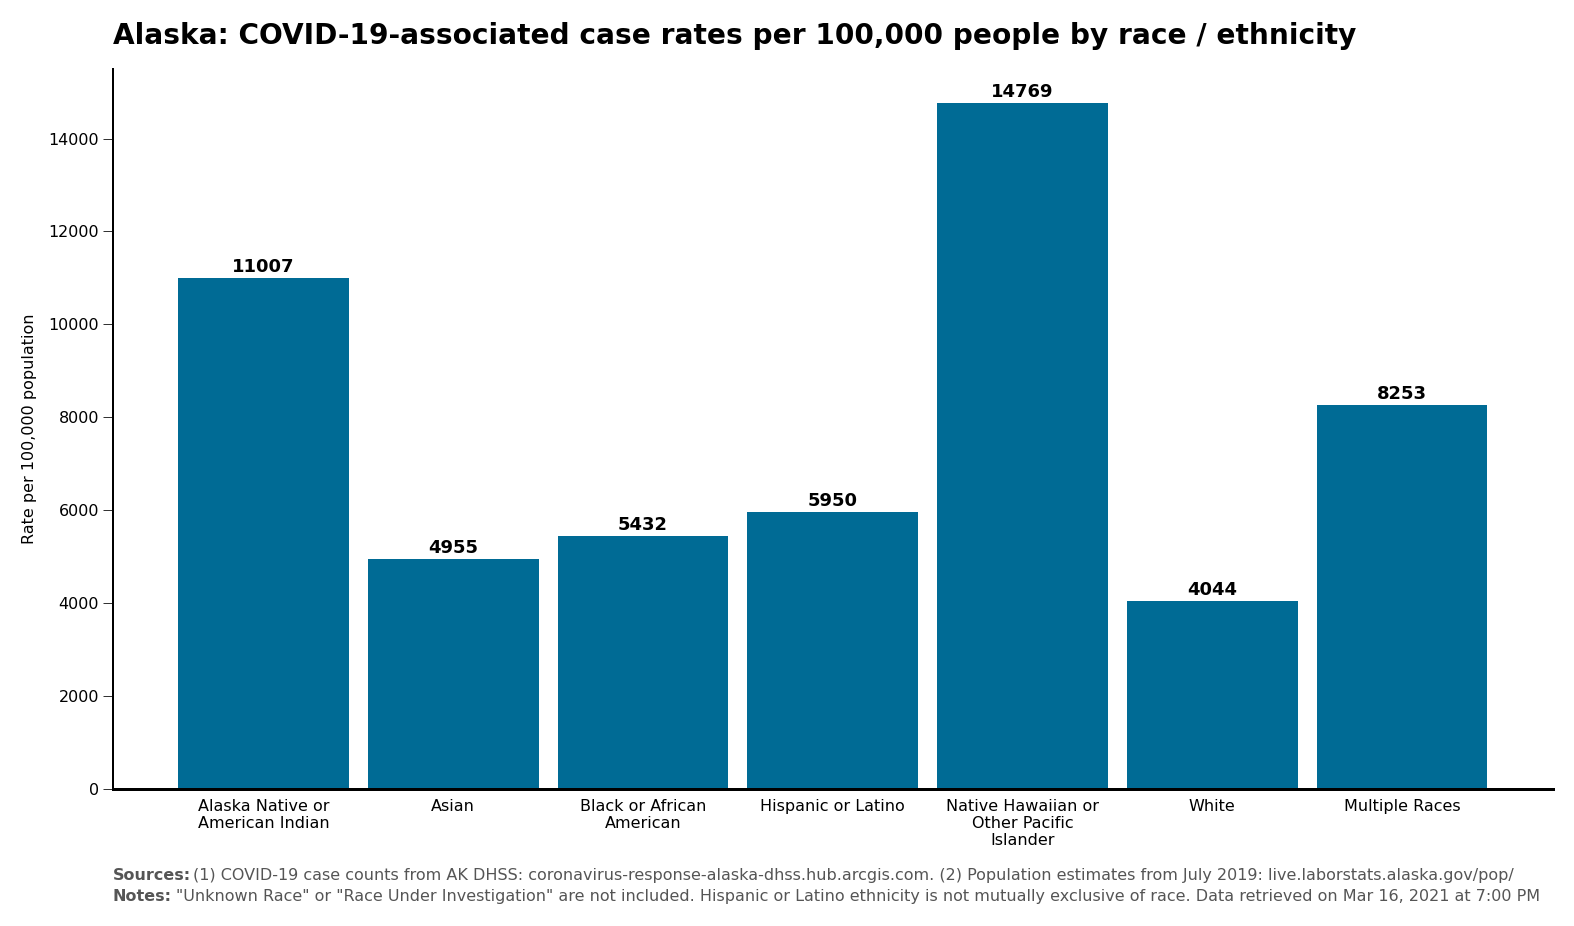 Alaska: COVID-19-associated case rates per 100,000 people by race / ethnicity
14769
14000
12000
11007
10000
Rate per 100,000 population
8253
8000
5950
6000
5432
4955
4044
4000
2000
0
Alaska Native or
American Indian
Asian
Black or African
American
Hispanic or Latino
Native Hawaiian or
Other Pacific
Islander
White
Multiple Races
Sources: (1) COVID-19 case counts from AK DHSS: coronavirus-response-alaska-dhss.hub.arcgis.com. (2) Population estimates from July 2019: live.laborstats.alaska.gov/pop/
Notes: "Unknown Race" or "Race Under Investigation" are not included. Hispanic or Latino ethnicity is not mutually exclusive of race. Data retrieved on Mar 16, 2021 at 7:00 PM